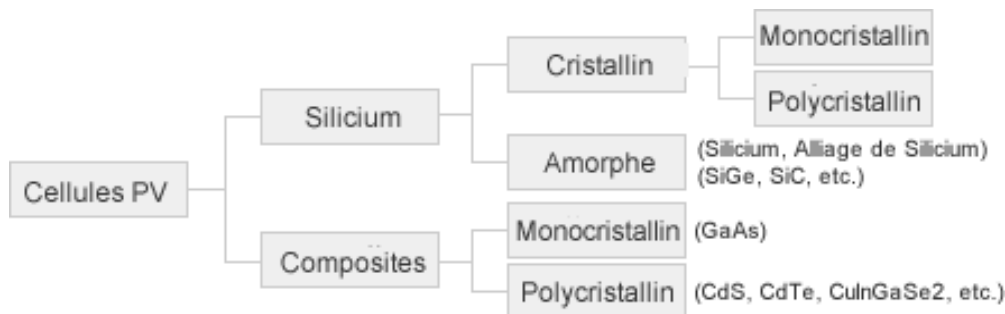 Monocristallin
Cristallin
Polycristallin
Silicium
Amorphe
(Silicium, Alliage de Silicium)
(SiGe, SiC, etc.)
Cellules PV
Monocristallin (GaAs)
Composites
Polycristallin (CdS, CdTe, CuInGaSe2, etc.)